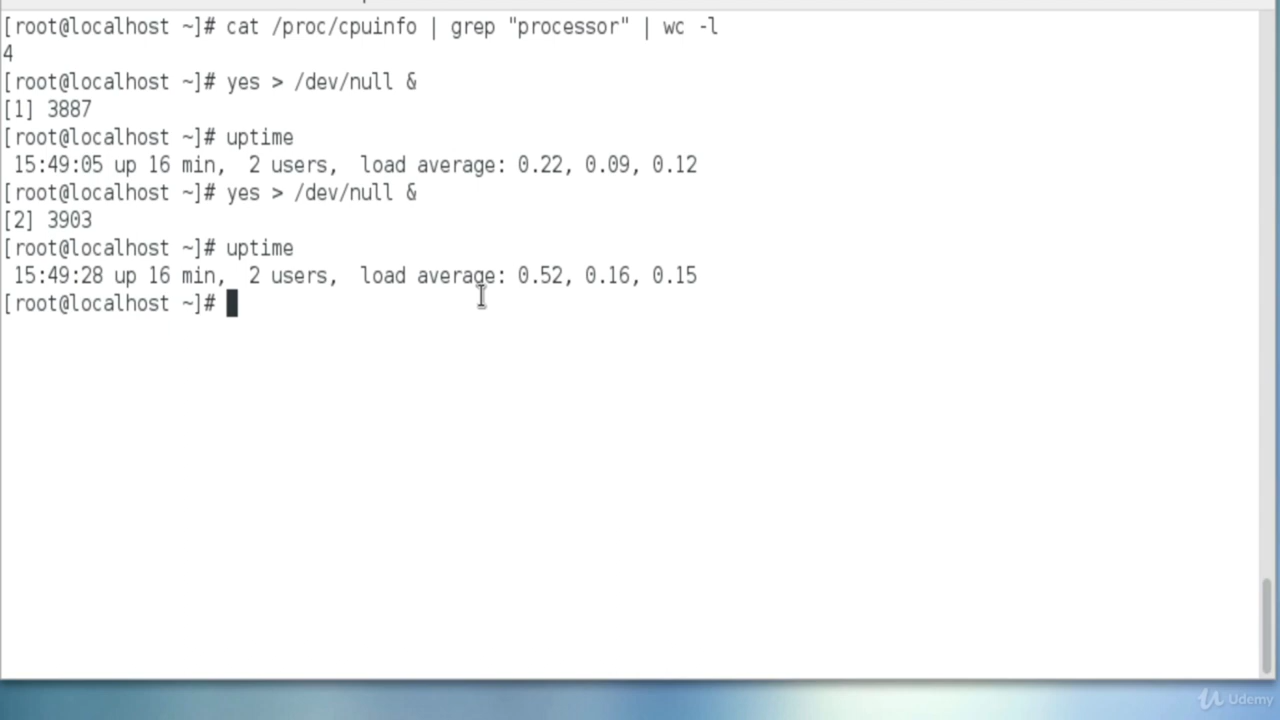 [root@localhost ~]# cat /proc/cpuinfo | grep "processor" | wc -l
4
[root@localhost ~]# yes > /dev/null &
[1] 3887
[root@localhost ~]# uptime
 15:49:05 up 16 min,  2 users,  load average: 0.22, 0.09, 0.12
[root@localhost ~]# yes > /dev/null &
[2] 3903
[root@localhost ~]# uptime
 15:49:28 up 16 min,  2 users,  load average: 0.52, 0.16, 0.15
[root@localhost ~]#
Udemy